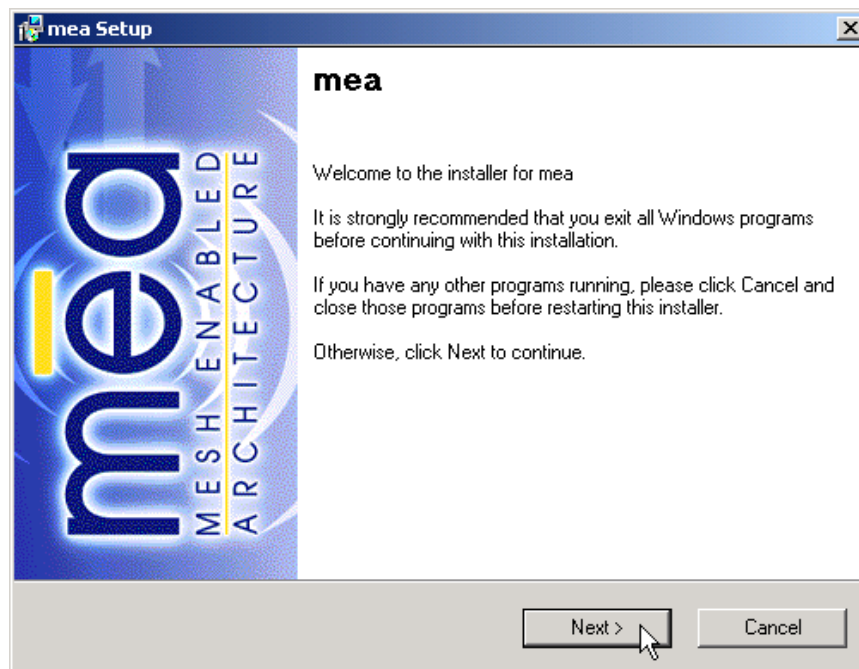 mea Setup
mea
Welcome to the installer for mea
It is strongly recommended that you exit all Windows programs
before continuing with this installation.
If you have any other programs running, please click Cancel and
close those programs before restarting this installer.
Otherwise, click Next to continue.
mēa
MESH ENABLED
ARCHITECTURE
Next >
Cancel